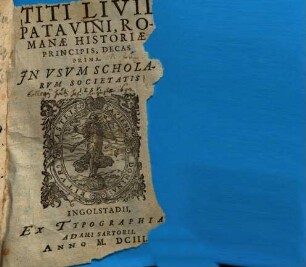 TITI LIVII
PATAVINI, RO-
MANÆ HISTORIÆ
PRINCIPIS, DECAS
PRIMA.
IN VSVM SCHOLA-
RVM SOCIETATIS
INGOLSTADII,
EX TYPOGRAPHIA
ADAMI SARTORII.
ANNO M. DCIII